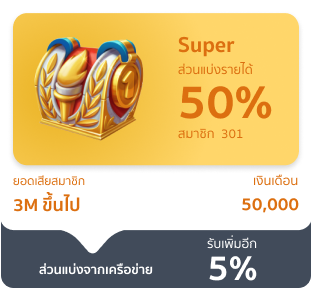 Super
ส่วนแบ่งรายได้
50%
สมาชิก 301
ยอดเสียสมาชิก
เงินเดือน
3M ขึ้นไป
50,000
รับเพิ่มอีก
ส่วนแบ่งจากเครือข่าย
5%